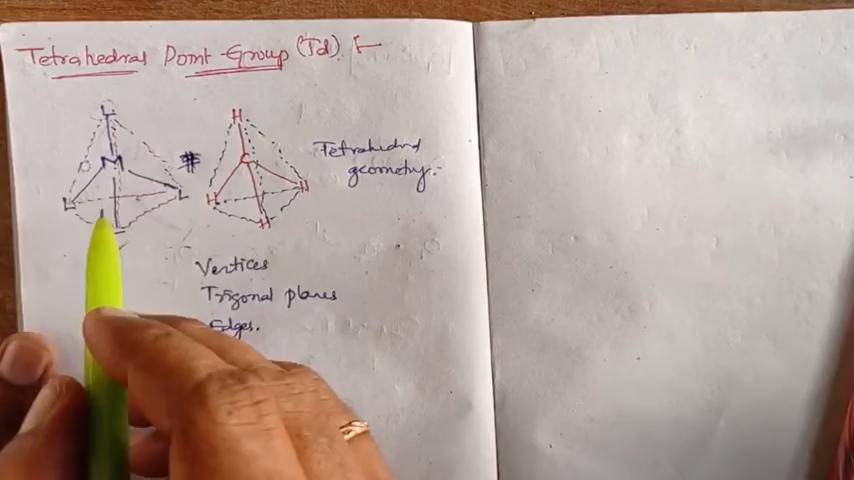 Tetrahedral Point Group (Td)
L
M
L
L
L
H
C
H
H
H
Tetrahedral
geometry.
Vertices
Trigonal planes
Edges.